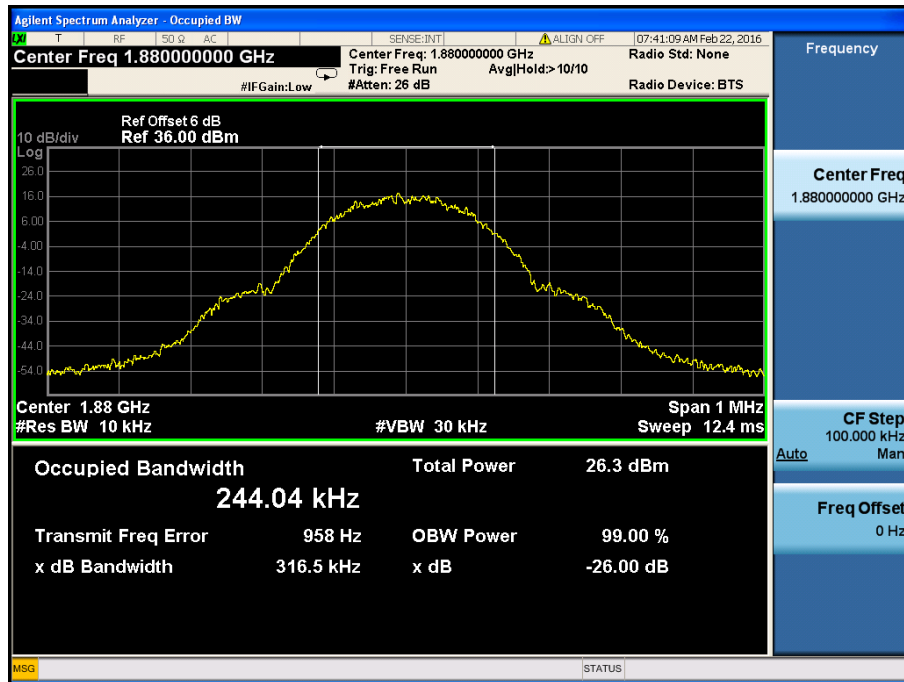 Agilent Spectrum Analyzer - Occupied BW
LXI T RF 50 Ω AC SENSE:INT ALIGN OFF 07:41:09 AM Feb 22, 2016
Center Freq 1.880000000 GHz Center Freq: 1.880000000 GHz Radio Std: None
Trig: Free Run Avg|Hold:>10/10
#IFGain:Low #Atten: 26 dB Radio Device: BTS
Frequency
Ref Offset 6 dB
10 dB/div Ref 36.00 dBm
Log
26.0
16.0
6.00
-4.00
-14.0
-24.0
-34.0
-44.0
-54.0
Center 1.88 GHz Span 1 MHz
#Res BW 10 kHz #VBW 30 kHz Sweep 12.4 ms
Center Freq
1.880000000 GHz
CF Step
100.000 kHz
Auto Man
Freq Offset
0 Hz
Occupied Bandwidth Total Power 26.3 dBm
244.04 kHz
Transmit Freq Error 958 Hz OBW Power 99.00 %
x dB Bandwidth 316.5 kHz x dB -26.00 dB
MSG STATUS